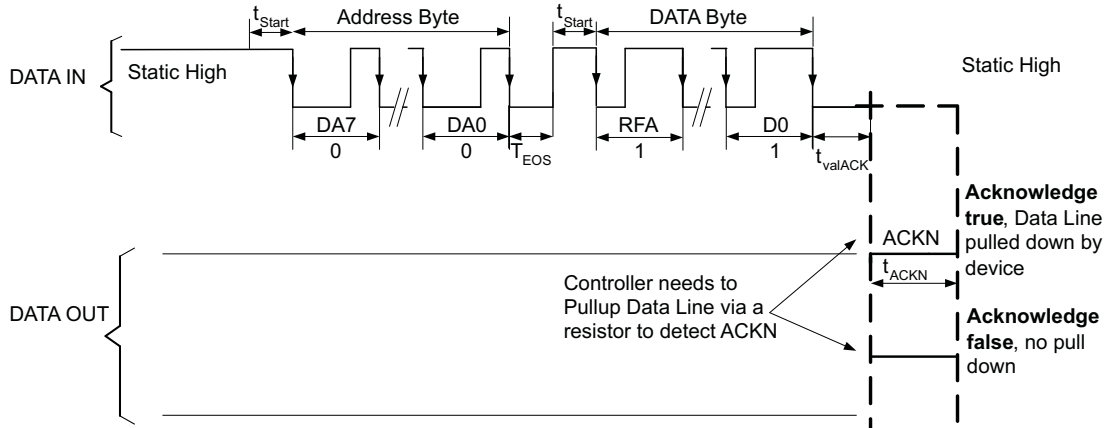 tStart Address Byte tStart DATA Byte
DATA IN Static High Static High
DA7 DA0 RFA D0
0 0 TEOS 1 1 tvalACK
Acknowledge
true, Data Line
pulled down by
device
ACKN
tACKN
Controller needs to
Pullup Data Line via a
resistor to detect ACKN
DATA OUT
Acknowledge
false, no pull
down